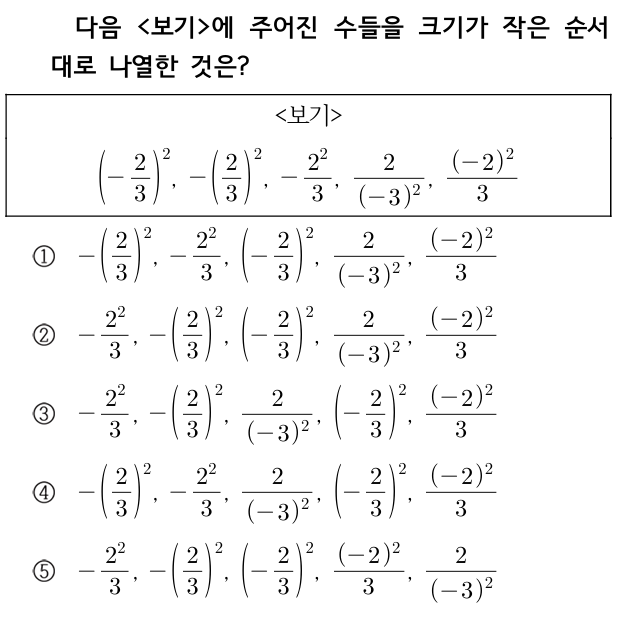 다음 <보기>에 주어진 수들을 크기가 작은 순서
대로 나열한 것은?
<보기>
$\left(-\frac{2}{3}\right)^2$, $-\left(\frac{2}{3}\right)^2$, $-\frac{2^2}{3}$, $\frac{2}{(-3)^2}$, $\frac{(-2)^2}{3}$
① $-\left(\frac{2}{3}\right)^2$, $-\frac{2^2}{3}$, $\left(-\frac{2}{3}\right)^2$, $\frac{2}{(-3)^2}$, $\frac{(-2)^2}{3}$
② $-\frac{2^2}{3}$, $-\left(\frac{2}{3}\right)^2$, $\left(-\frac{2}{3}\right)^2$, $\frac{2}{(-3)^2}$, $\frac{(-2)^2}{3}$
③ $-\frac{2^2}{3}$, $-\left(\frac{2}{3}\right)^2$, $\frac{2}{(-3)^2}$, $\left(-\frac{2}{3}\right)^2$, $\frac{(-2)^2}{3}$
④ $-\left(\frac{2}{3}\right)^2$, $-\frac{2^2}{3}$, $\frac{2}{(-3)^2}$, $\left(-\frac{2}{3}\right)^2$, $\frac{(-2)^2}{3}$
⑤ $-\frac{2^2}{3}$, $-\left(\frac{2}{3}\right)^2$, $\left(-\frac{2}{3}\right)^2$, $\frac{(-2)^2}{3}$, $\frac{2}{(-3)^2}$